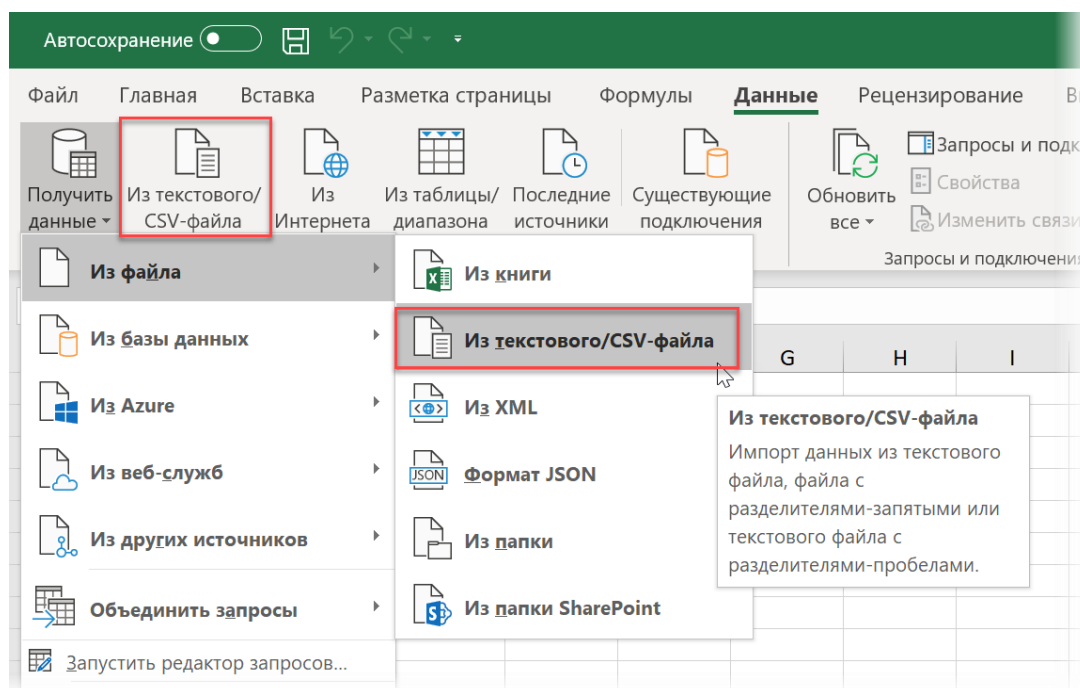 Автосохранение
Файл Главная Вставка Разметка страницы Формулы Данные Рецензирование
Получить данные
Из текстового/
CSV-файла
Из
Интернета
Из таблицы/
диапазона
Последние
источники
Существующие
подключения
Обновить
все
Запросы и подк
Свойства
Изменить связи
Запросы и подключения
Из файла
Из базы данных
Из Azure
Из веб-служб
Из других источников
Объединить запросы
Запустить редактор запросов...
Из книги
Из текстового/CSV-файла
Из XML
JSON Формат JSON
Из папки
Из папки SharePoint
G H I
Из текстового/CSV-файла
Импорт данных из текстового
файла, файла с
разделителями-запятыми или
текстового файла с
разделителями-пробелами.